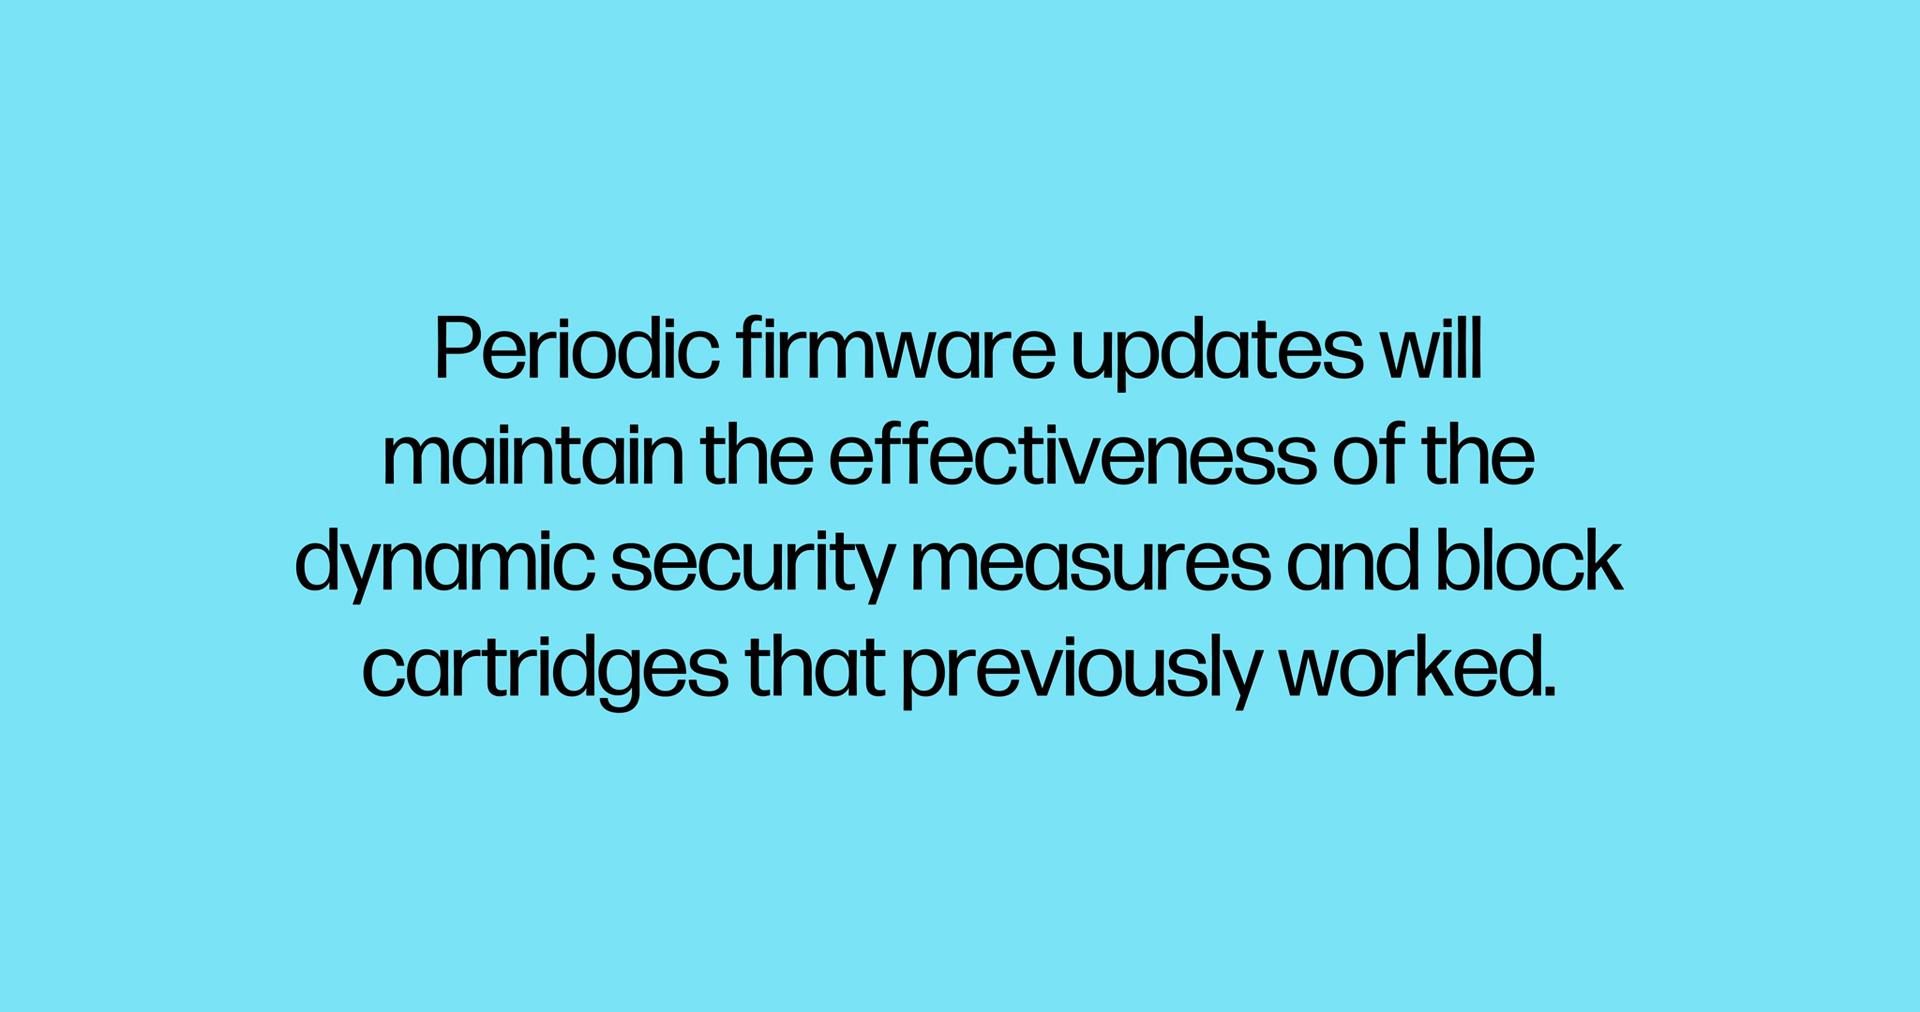 Periodic firmware updates will
maintain the effectiveness of the
dynamic security measures and block
cartridges that previously worked.